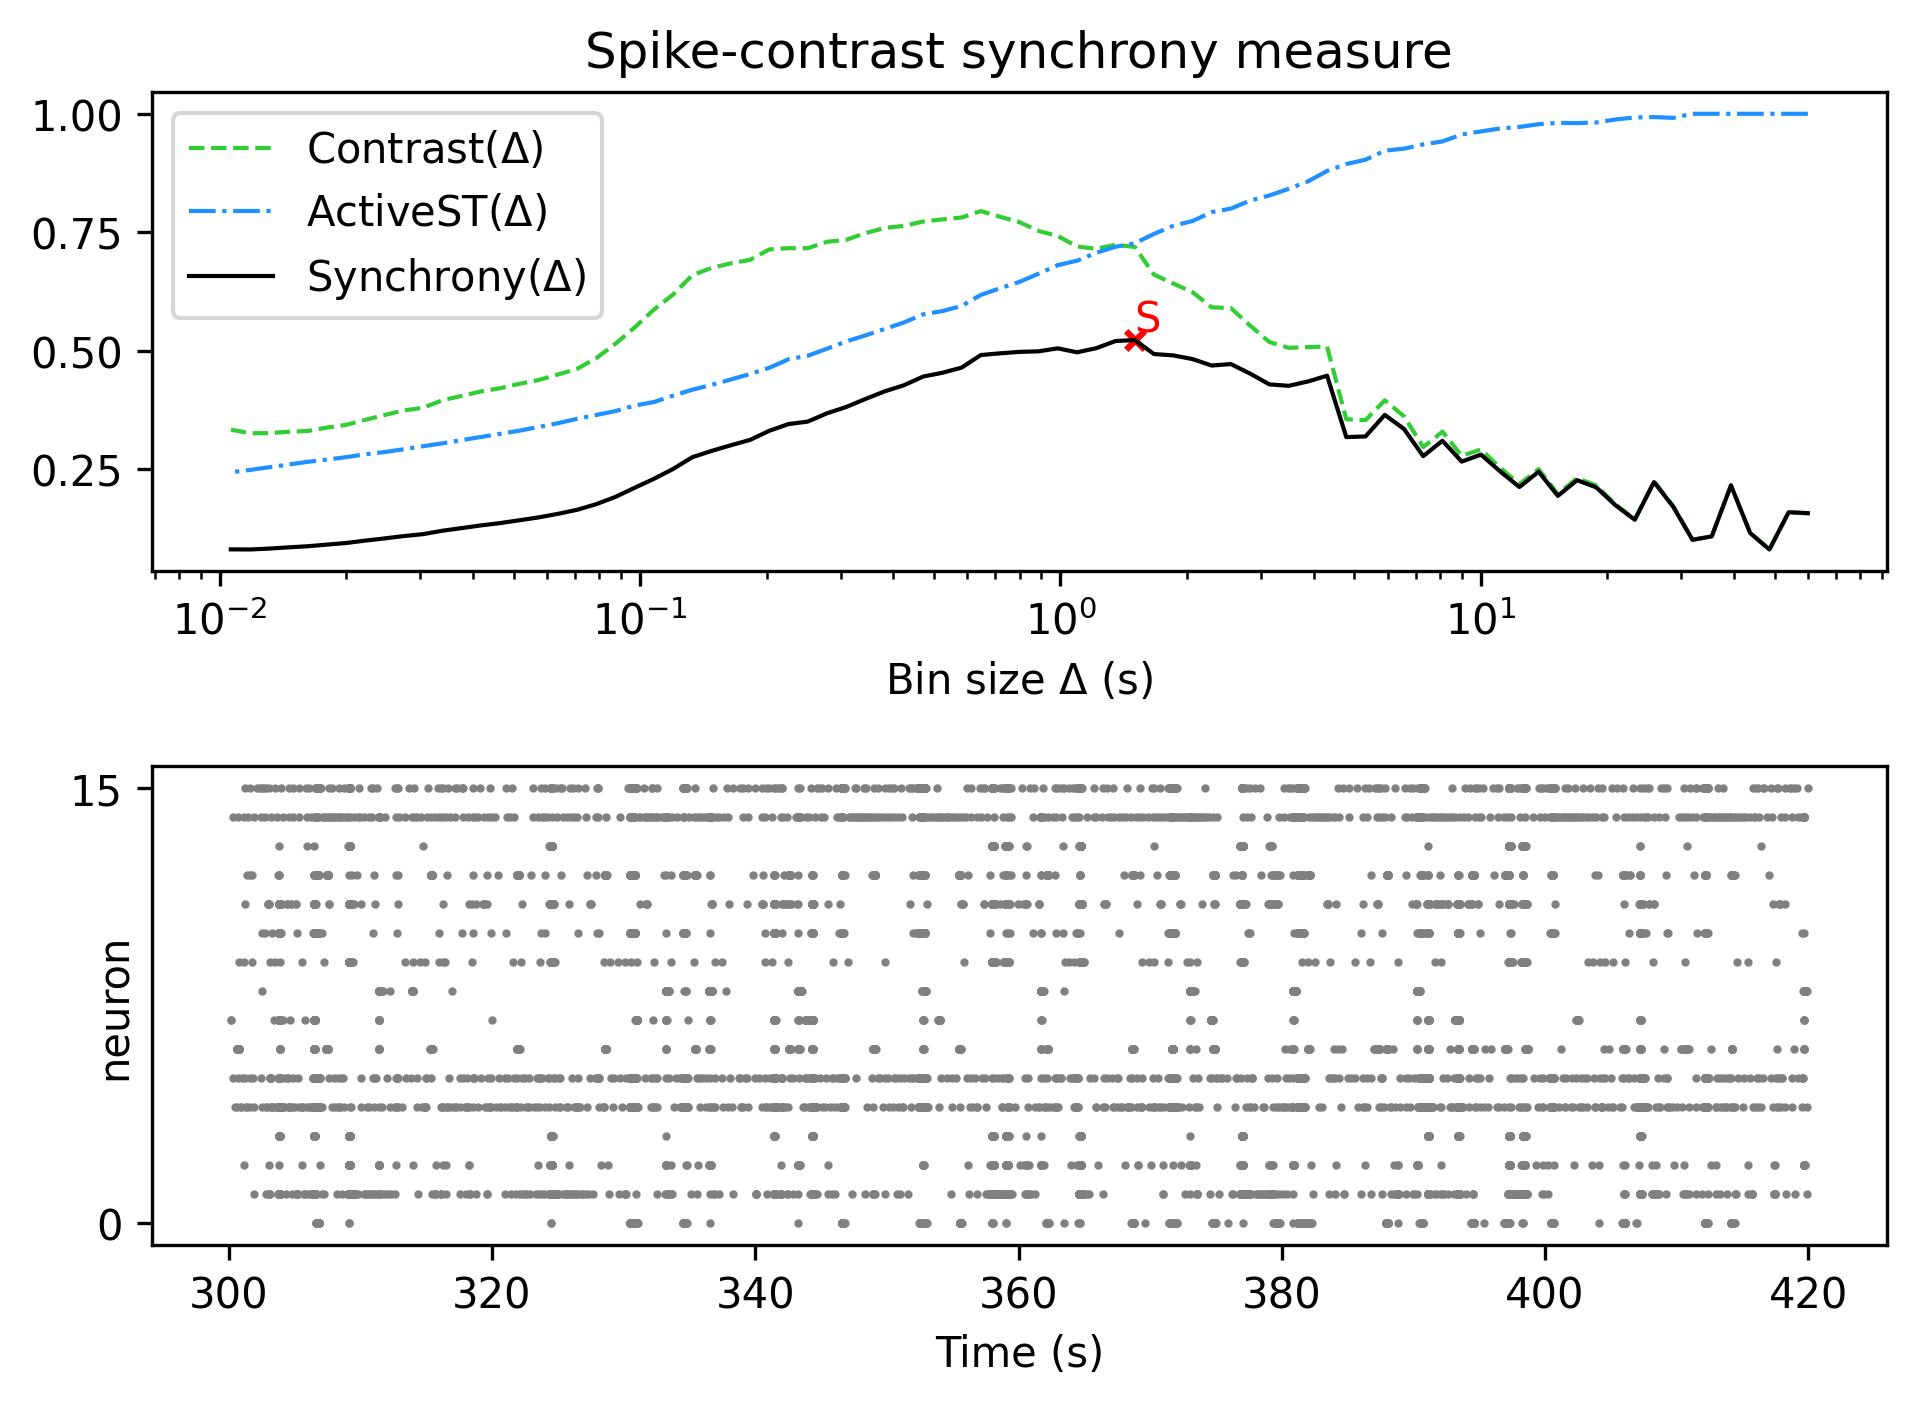 Spike-contrast synchrony measure
1.00
0.75
0.50
0.25
Contrast(Δ)
ActiveST(Δ)
Synchrony(Δ)
S
10⁻² 10⁻¹ 10⁰ 10¹
Bin size Δ (s)
15
0
neuron
300 320 340 360 380 400 420
Time (s)